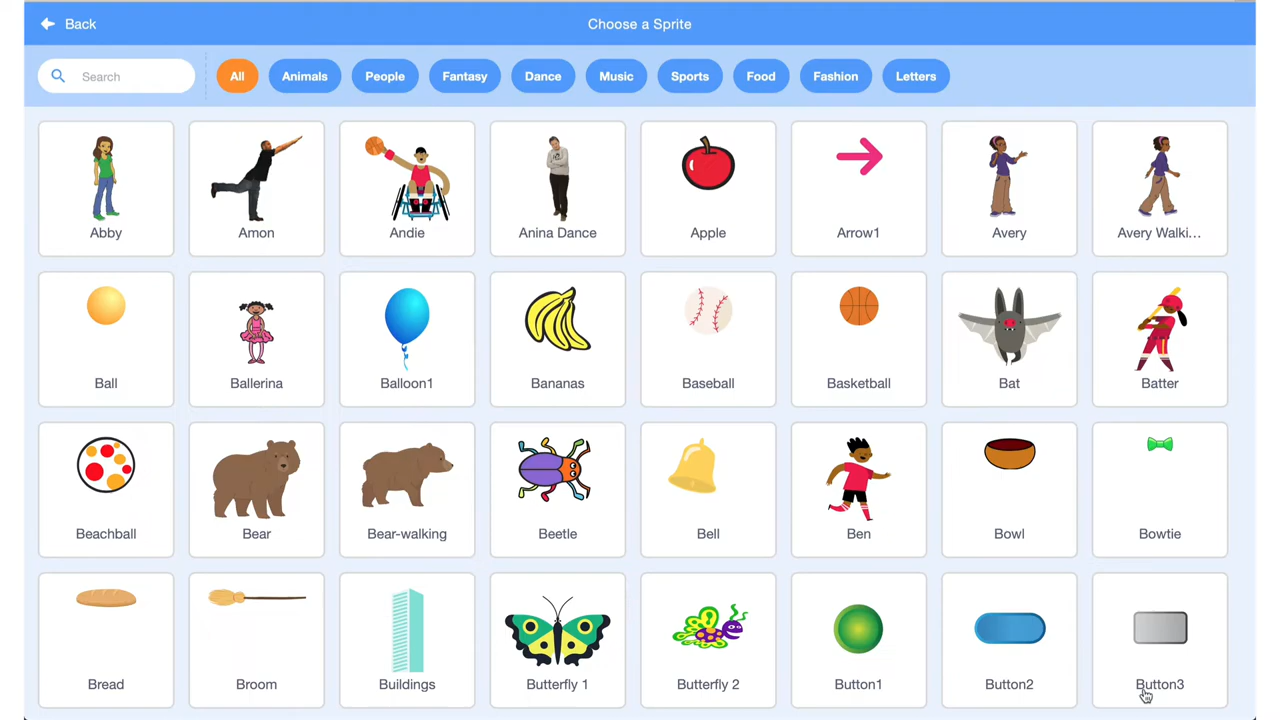 Back
Choose a Sprite
Search
All
Animals
People
Fantasy
Dance
Music
Sports
Food
Fashion
Letters
Abby
Amon
Andie
Anina Dance
Apple
Arrow1
Avery
Avery Walki...
Ball
Ballerina
Balloon1
Bananas
Baseball
Basketball
Bat
Batter
Beachball
Bear
Bear-walking
Beetle
Bell
Ben
Bowl
Bowtie
Bread
Broom
Buildings
Butterfly 1
Butterfly 2
Button1
Button2
Button3